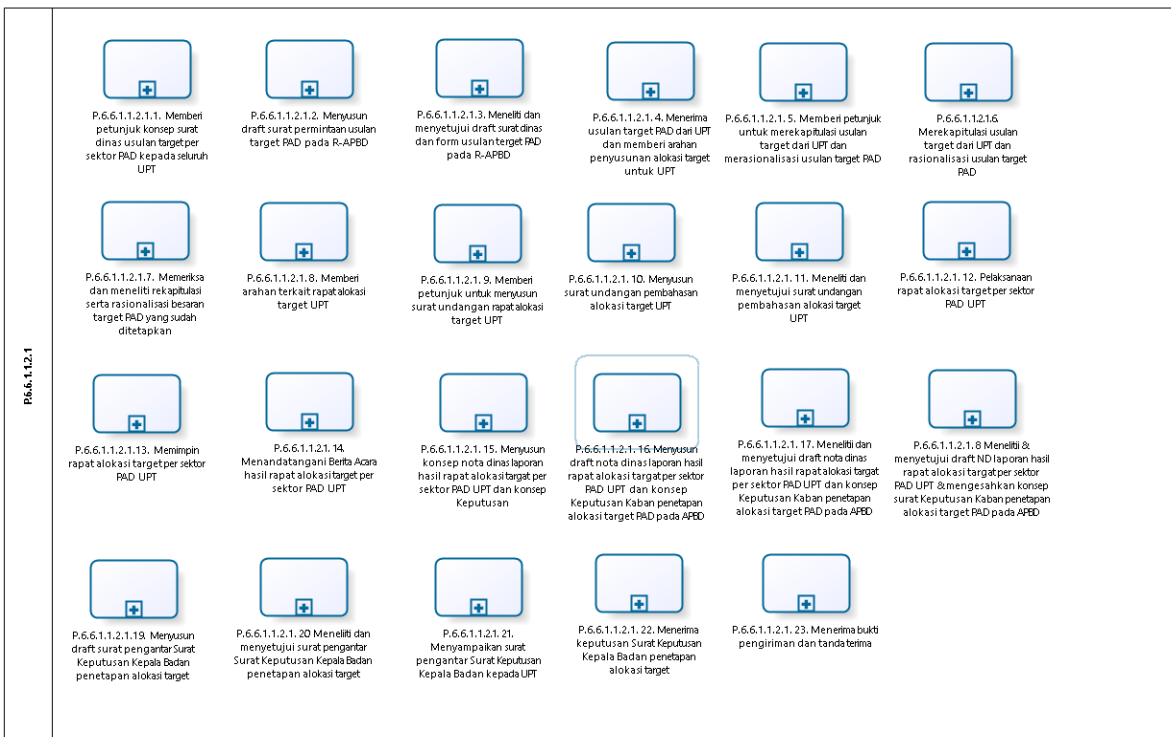 P.6.6.1.1.2.1
P.6.6.1.1.2.1.1. Memberi
petunjuk konsep surat
dinas usulan target per
sektor PAD kepada seluruh
UPT
P.6.6.1.1.2.1.2. Menyusun
draft surat permintaan usulan
target PAD pada R-APBD
P.6.6.1.1.2.1.3. Meneliti dan
menyetujui draft surat dinas
dan form usulan terget PAD
pada R-APBD
P.6.6.1.1.2.1. 4. Menerima
usulan target PAD dari UPT
dan memberi arahan
penyusunan alokasi target
untuk UPT
P.6.6.1.1.2.1. 5. Memberi petunjuk
untuk merekapitulasi usulan
target dari UPT dan
merasionalisasi usulan target PAD
P.6.6.1.1.2.1.6.
Merekapitulasi usulan
target dari UPT dan
rasionalisasi usulan target
PAD
P.6.6.1.1.2.1.7. Memeriksa
dan meneliti rekapitulasi
serta rasionalisasi besaran
target PAD yang sudah
ditetapkan
P.6.6.1.1.2.1.8. Memberi
arahan terkait rapat alokasi
target UPT
P.6.6.1.1.2.1. 9. Memberi
petunjuk untuk menyusun
surat undangan rapat alokasi
target UPT
P.6.6.1.1.2.1. 10. Menyusun
surat undangan pembahasan
alokasi target UPT
P.6.6.1.1.2.1. 11. Meneliti dan
menyetujui surat undangan
pembahasan alokasi target
UPT
P.6.6.1.1.2.1. 12. Pelaksanaan
rapat alokasi target per sektor
PAD UPT
P.6.6.1.1.2.1.13. Memimpin
rapat alokasi target per sektor
PAD UPT
P.6.6.1.1.2.1. 14.
Menandatangani Berita Acara
hasil rapat alokasi target per
sektor PAD UPT
P.6.6.1.1.2.1. 15. Menyusun
konsep nota dinas laporan
hasil rapat alokasi targat per
sektor PAD UPT dan konsep
Keputusan
P.6.6.1.1.2.1. 16. Menyusun
draft nota dinas laporan hasil
rapat alokasi targat per sektor
PAD UPT dan konsep
Keputusan Kaban penetapan
alokasi target PAD pada APBD
P.6.6.1.1.2.1. 17. Menelitii dan
menyetujui draft nota dinas
laporan hasil rapat alokasi targat
per sektor PAD UPT dan konsep
Keputusan Kaban penetapan
alokasi target PAD pada APBD
P.6.6.1.1.2.1.8 Menelitii &
menyetujui draft ND laporan hasil
rapat alokasi targat per sektor
PAD UPT & mengesahkan konsep
surat Keputusan Kaban penetapan
alokasi target PAD pada APBD
P.6.6.1.1.2.1.19. Menyusun
draft surat pengantar Surat
Keputusan Kepala Badan
penetapan alokasi target
P.6.6.1.1.2.1. 20 Meneliiti dan
menyetujui surat pengantar
Surat Keputusan Kepala Badan
penetapan alokasi target
P.6.6.1.1.2.1. 21.
Menyampaikan surat
pengantar Surat Keputusan
Kepala Badan kepada UPT
P.6.6.1.1.2.1. 22. Menerima
keputusan Surat Keputusan
Kepala Badan penetapan
alokasi target
P.6.6.1.1.2.1. 23. Menerima bukti
pengiriman dan tanda terima